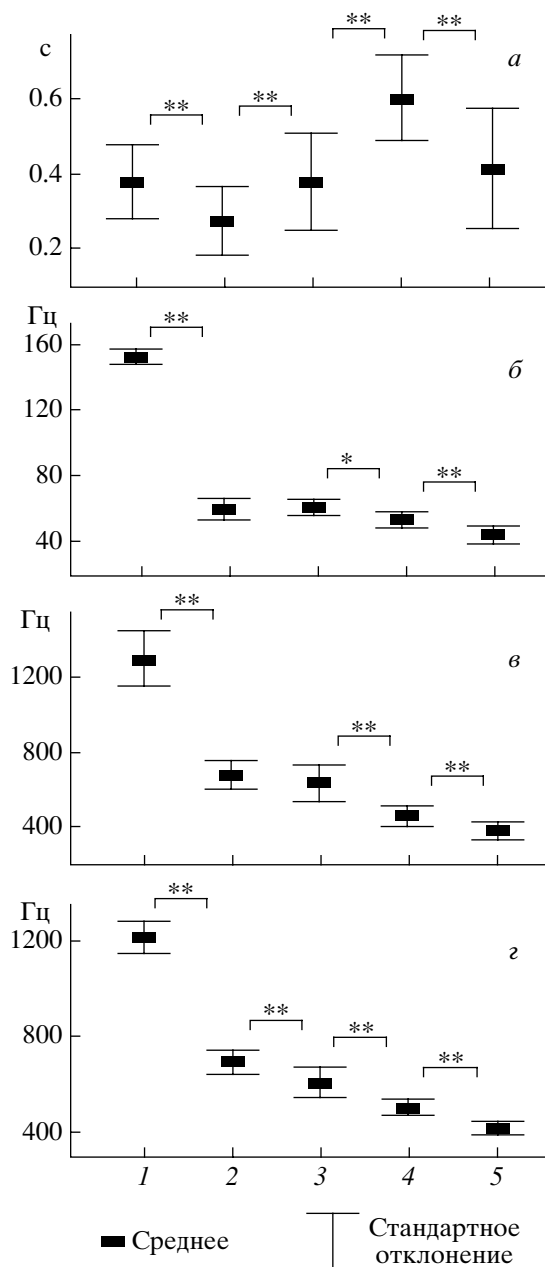 с
** ** ** **
а
0.6
0.4
0.2
Гц
**
б
160
120
80
*
**
40
Гц
**
в
1200
**
800
**
400
Гц
**
г
1200
**
**
800
**
400
1 2 3 4 5
Среднее
Стандартное
отклонение